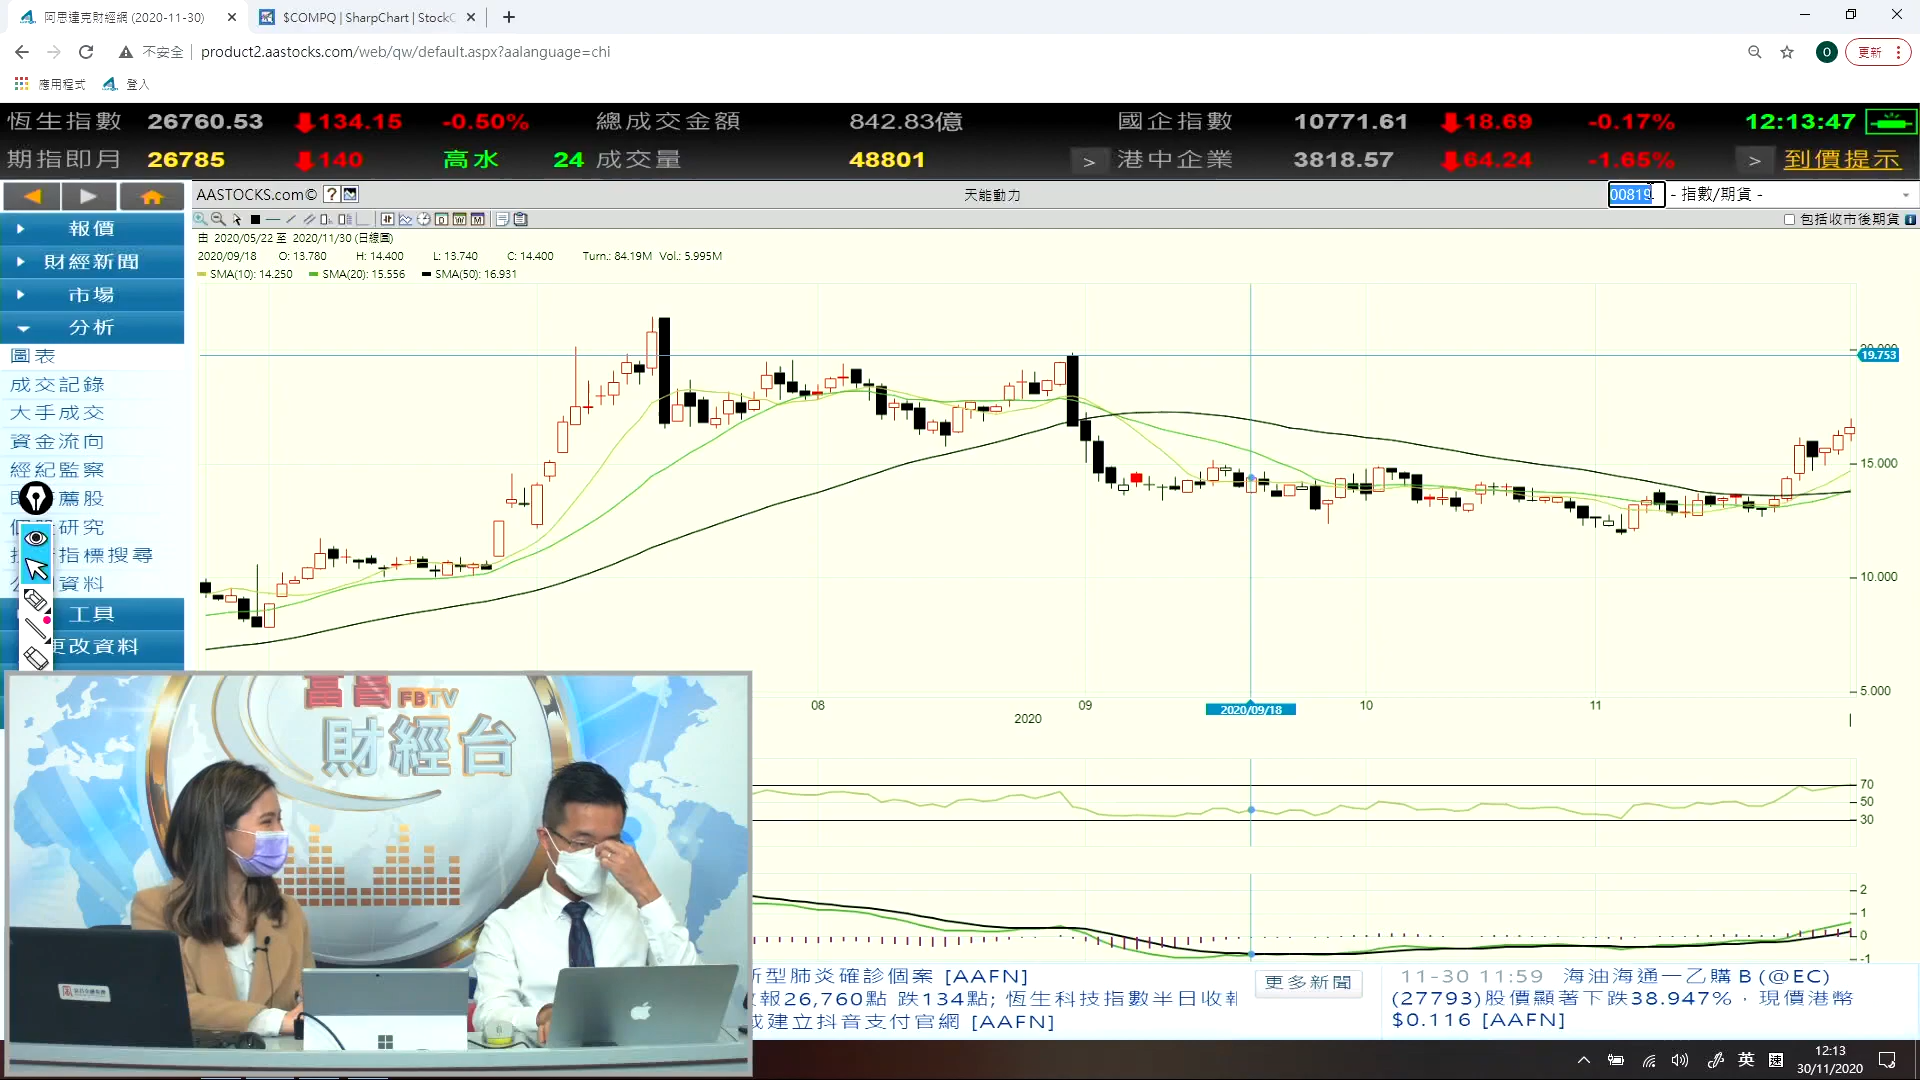 阿思達克財經網 (2020-11-30)
$COMPQ | SharpChart | StockC
不安全
product2.aastocks.com/web/qw/default.aspx?aalanguage=chi
O
更新
應用程式
登入
恆生指數 26760.53 134.15 -0.50% 總成交金額 842.83億 國企指數 10771.61 18.69 -0.17% 12:13:47
期指即月 26785 140 高水 24 成交量 48801 > 港中企業 3818.57 64.24 -1.65% > 到價提示
AASTOCKS.com© ? 天能動力 00819 - 指數/期貨 -
包括收市後期貨
由 2020/05/22 至 2020/11/30 (日線圖)
2020/09/18 O: 13.780 H: 14.400 L: 13.740 C: 14.400 Turn.: 84.19M Vol.: 5.995M
SMA(10): 14.250 SMA(20): 15.556 SMA(50): 16.931
報價
財經新聞
市場
分析
圖表
成交記錄
大手成交
資金流向
經紀監察
薦股
研究
指標搜尋
資料
工具
更改資料
20.000
19.753
15.000
10.000
5.000
08 09 2020/09/18 10 11
2020
70
50
30
2
1
0
-1
富昌 FBTV
財經台
新型肺炎確診個案 [AAFN]
報26,760點 跌134點; 恆生科技指數半日收報
或建立抖音支付官網 [AAFN]
更多新聞
11-30 11:59 海油海通一乙購B (@EC)
(27793)股價顯著下跌38.947%，現價港幣
$0.116 [AAFN]
英
12:13
30/11/2020